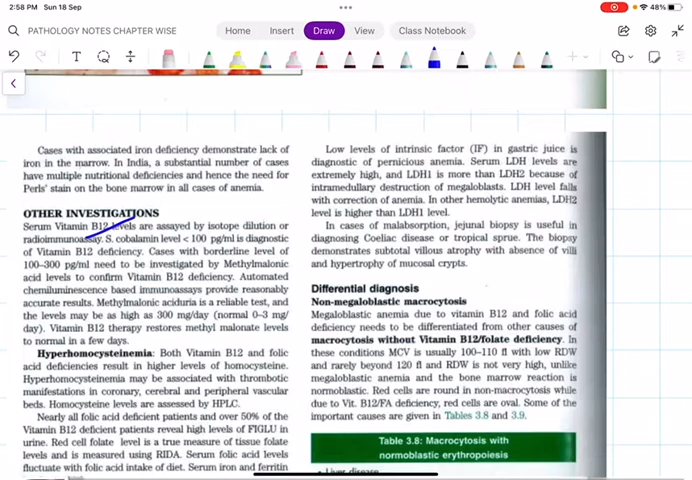 2:58 PM Sun 18 Sep
48%
PATHOLOGY NOTES CHAPTER WISE
Home Insert Draw View Class Notebook
Cases with associated iron deficiency demonstrate lack of
iron in the marrow. In India, a substantial number of cases
have multiple nutritional deficiencies and hence the need for
Perls' stain on the bone marrow in all cases of anemia.
OTHER INVESTIGATIONS
Serum Vitamin B12 levels are assayed by isotope dilution or
radioimmunoassay. S. cobalamin level < 100 pg/ml is diagnostic
of Vitamin B12 deficiency. Cases with borderline level of
100–300 pg/ml need to be investigated by Methylmalonic
acid levels to confirm Vitamin B12 deficiency. Automated
chemiluminescence based immunoassays provide reasonably
accurate results. Methylmalonic aciduria is a reliable test, and
the levels may be as high as 300 mg/day (normal 0–3 mg/
day). Vitamin B12 therapy restores methyl malonate levels
to normal in a few days.
Hyperhomocysteinemia: Both Vitamin B12 and folic
acid deficiencies result in higher levels of homocysteine.
Hyperhomocysteinemia may be associated with thrombotic
manifestations in coronary, cerebral and peripheral vascular
beds. Homocysteine levels are assessed by HPLC.
Nearly all folic acid deficient patients and over 50% of the
Vitamin B12 deficient patients reveal high levels of FIGLU in
urine. Red cell folate level is a true measure of tissue folate
levels and is measured using RIDA. Serum folic acid levels
fluctuate with folic acid intake of diet. Serum iron and ferritin
Low levels of intrinsic factor (IF) in gastric juice is
diagnostic of pernicious anemia. Serum LDH levels are
extremely high, and LDH1 is more than LDH2 because of
intramedullary destruction of megaloblasts. LDH level falls
with correction of anemia. In other hemolytic anemias, LDH2
level is higher than LDH1 level.
In cases of malabsorption, jejunal biopsy is useful in
diagnosing Coeliac disease or tropical sprue. The biopsy
demonstrates subtotal villous atrophy with absence of villi
and hypertrophy of mucosal crypts.
Differential diagnosis
Non-megaloblastic macrocytosis
Megaloblastic anemia due to vitamin B12 and folic acid
deficiency needs to be differentiated from other causes of
macrocytosis without Vitamin B12/folate deficiency. In
these conditions MCV is usually 100–110 fl with low RDW
and rarely beyond 120 fl and RDW is not very high, unlike
megaloblastic anemia and the bone marrow reaction is
normoblastic. Red cells are round in non-macrocytosis while
due to Vit. B12/FA deficiency, red cells are oval. Some of the
important causes are given in Tables 3.8 and 3.9.
Table 3.8: Macrocytosis with
normoblastic erythropoiesis
• Liver disease